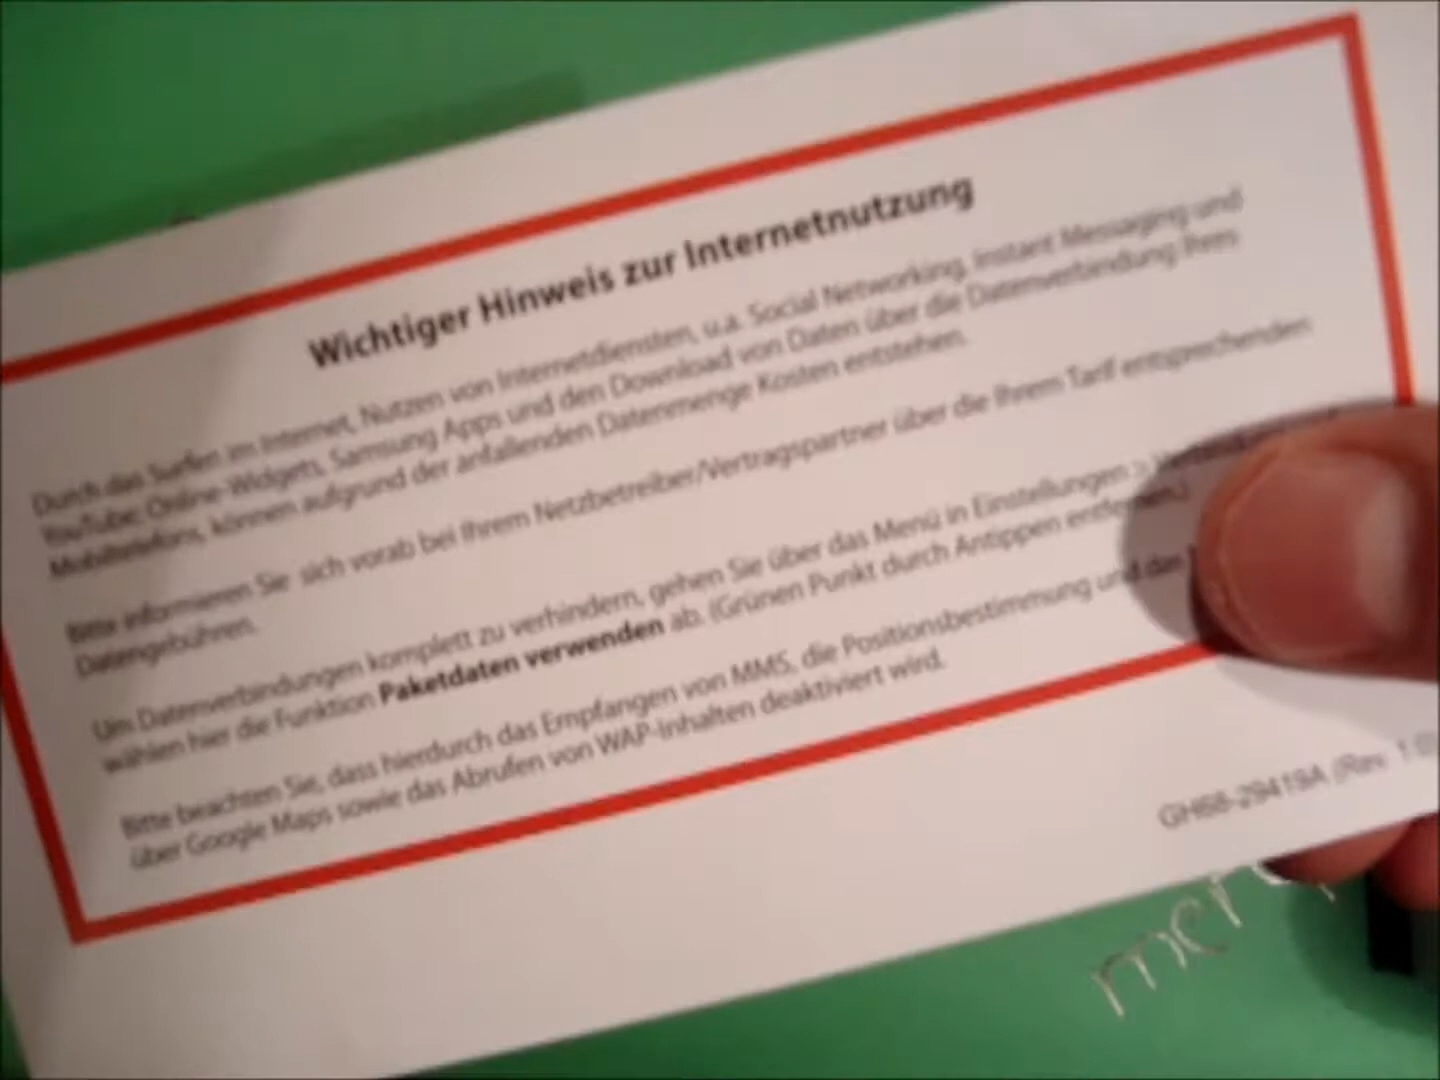 Wichtiger Hinweis zur Internetnutzung
Durch das Surfen im Internet, Nutzen von Internetdiensten, u.a. Social Networking, Instant Messaging und
YouTube, Online-Widgets, Samsung Apps und den Download von Daten über die Datenverbindung Ihres
Mobiltelefons, können aufgrund der anfallenden Datenmenge Kosten entstehen.
Bitte informieren Sie sich vorab bei Ihrem Netzbetreiber/Vertragspartner über die Ihrem Tarif entsprechenden
Datengebühren.
Um Datenverbindungen komplett zu verhindern, gehen Sie über das Menü in Einstellungen >
wählen hier die Funktion Paketdaten verwenden ab. (Grünen Punkt durch Antippen entfernen.)
Bitte beachten Sie, dass hierdurch das Empfangen von MMS, die Positionsbestimmung und das
über Google Maps sowie das Abrufen von WAP-Inhalten deaktiviert wird.
GH68-29419A (Rev. 1.0